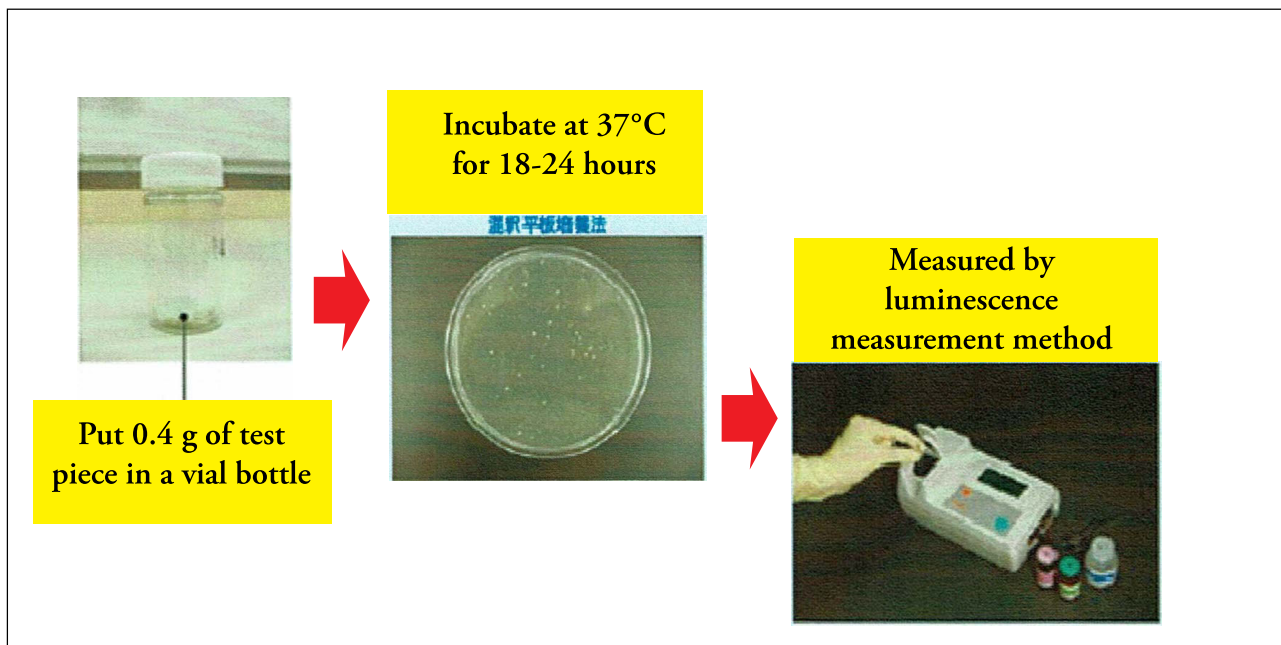 Put 0.4 g of test
piece in a vial bottle
Incubate at 37°C
for 18-24 hours
混釈平板培養法
Measured by
luminescence
measurement method